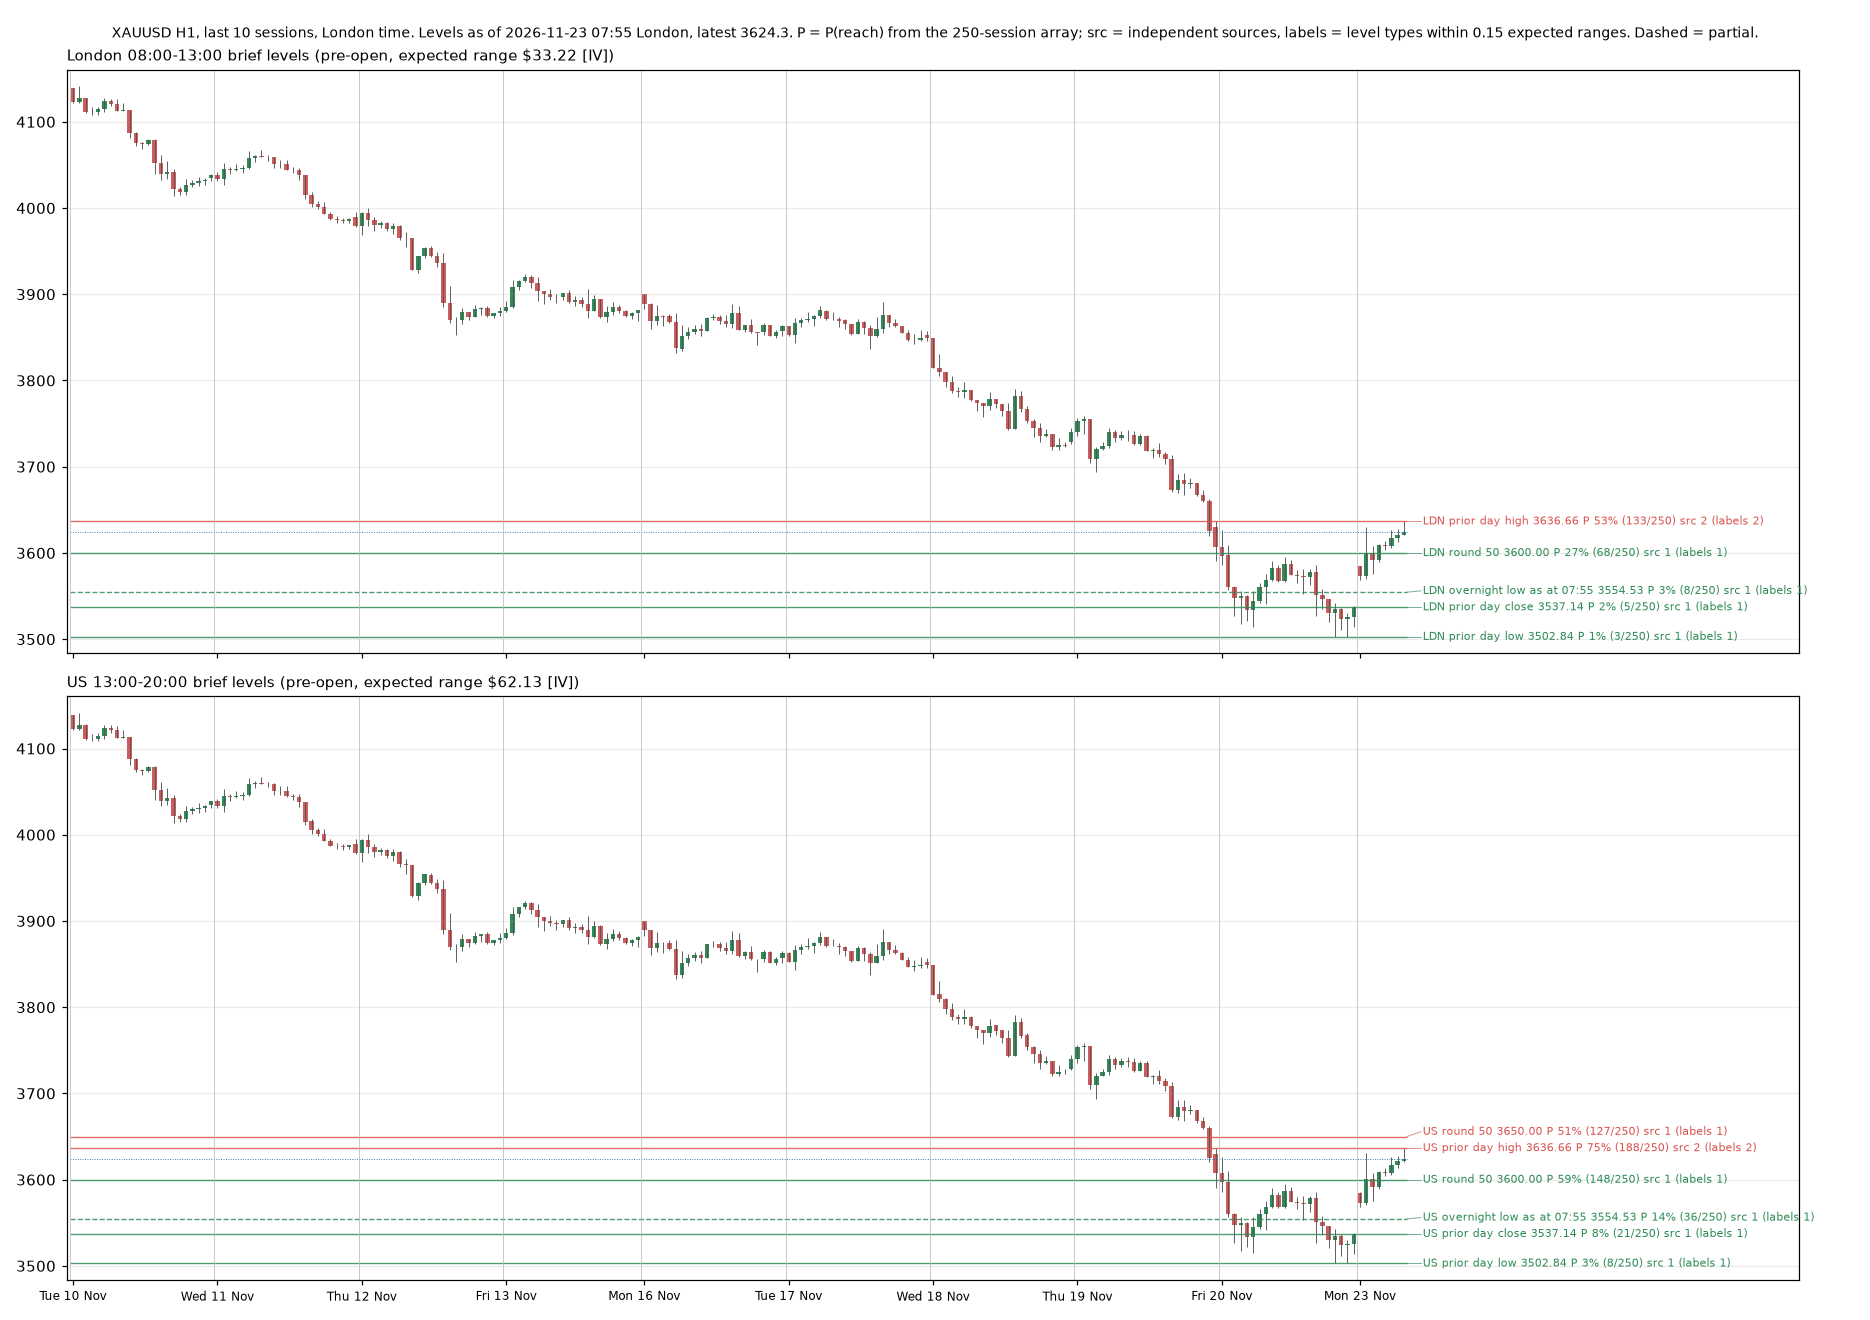 XAUUSD H1, last 10 sessions, London time. Levels as of 2026-11-23 07:55 London, latest 3624.3. P = P(reach) from the 250-session array; src = independent sources, labels = level types within 0.15 expected ranges. Dashed = partial.
London 08:00-13:00 brief levels (pre-open, expected range $33.22 [IV])
4100
4000
3900
3800
3700
3600
3500
LDN prior day high 3636.66 P 53% (133/250) src 2 (labels 2)
LDN round 50 3600.00 P 27% (68/250) src 1 (labels 1)
LDN overnight low as at 07:55 3554.53 P 3% (8/250) src 1 (labels 1)
LDN prior day close 3537.14 P 2% (5/250) src 1 (labels 1)
LDN prior day low 3502.84 P 1% (3/250) src 1 (labels 1)
US 13:00-20:00 brief levels (pre-open, expected range $62.13 [IV])
4100
4000
3900
3800
3700
3600
3500
US round 50 3650.00 P 51% (127/250) src 1 (labels 1)
US prior day high 3636.66 P 75% (188/250) src 2 (labels 2)
US round 50 3600.00 P 59% (148/250) src 1 (labels 1)
US overnight low as at 07:55 3554.53 P 14% (36/250) src 1 (labels 1)
US prior day close 3537.14 P 8% (21/250) src 1 (labels 1)
US prior day low 3502.84 P 3% (8/250) src 1 (labels 1)
Tue 10 Nov Wed 11 Nov Thu 12 Nov Fri 13 Nov Mon 16 Nov Tue 17 Nov Wed 18 Nov Thu 19 Nov Fri 20 Nov Mon 23 Nov